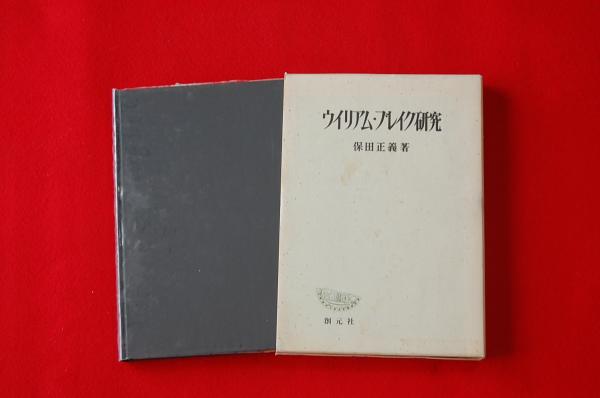 ウイリアム・ブレイク研究
保田正義著
創元社